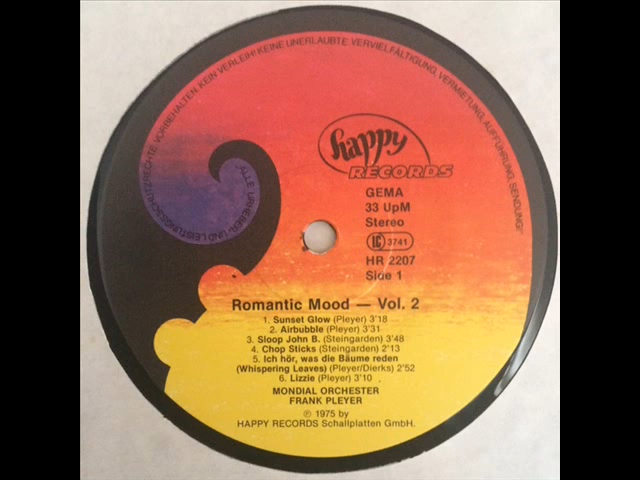 ALLE URHEBER- UND LEISTUNGSSCHUTZRECHTE VORBEHALTEN. KEIN VERLEIH! KEINE UNERLAUBTE VERVIELFÄLTIGUNG, VERMIETUNG, AUFFÜHRUNG, SENDUNG!
happy
RECORDS
GEMA
33 UpM
Stereo
LC 3741
HR 2207
Side 1
Romantic Mood — Vol. 2
1. Sunset Glow (Pleyer) 3'18
2. Airbubble (Pleyer) 3'31
3. Sloop John B. (Steingarden) 3'48
4. Chop Sticks (Steingarden) 2'13
5. Ich hör, was die Bäume reden
(Whispering Leaves) (Pleyer/Dierks) 2'52
6. Lizzie (Pleyer) 3'10
MONDIAL ORCHESTER
FRANK PLEYER
℗ 1975 by
HAPPY RECORDS Schallplatten GmbH.